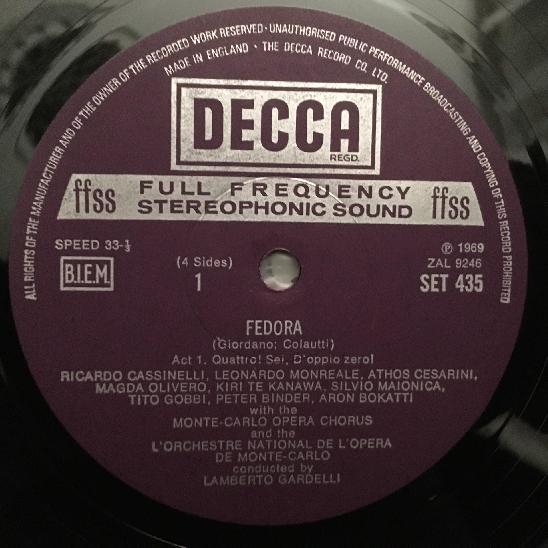 ALL RIGHTS OF THE MANUFACTURER AND OF THE OWNER OF THE RECORDED WORK RESERVED · UNAUTHORISED PUBLIC PERFORMANCE BROADCASTING AND COPYING OF THIS RECORD PROHIBITED
MADE IN ENGLAND · THE DECCA RECORD CO. LTD.
DECCA
REGD.
ffss FULL FREQUENCY STEREOPHONIC SOUND ffss
SPEED 33-⅓
B.I.E.M.
(4 Sides)
1
℗ 1969
ZAL 9246
SET 435
FEDORA
(Giordano; Colautti)
Act 1. Quattro! Sei, D'oppio zero!
RICARDO CASSINELLI, LEONARDO MONREALE, ATHOS CESARINI,
MAGDA OLIVERO, KIRI TE KANAWA, SILVIO MAIONICA,
TITO GOBBI, PETER BINDER, ARON BOKATTI
with the
MONTE-CARLO OPERA CHORUS
and the
L'ORCHESTRE NATIONAL DE L'OPERA
DE MONTE-CARLO
conducted by
LAMBERTO GARDELLI